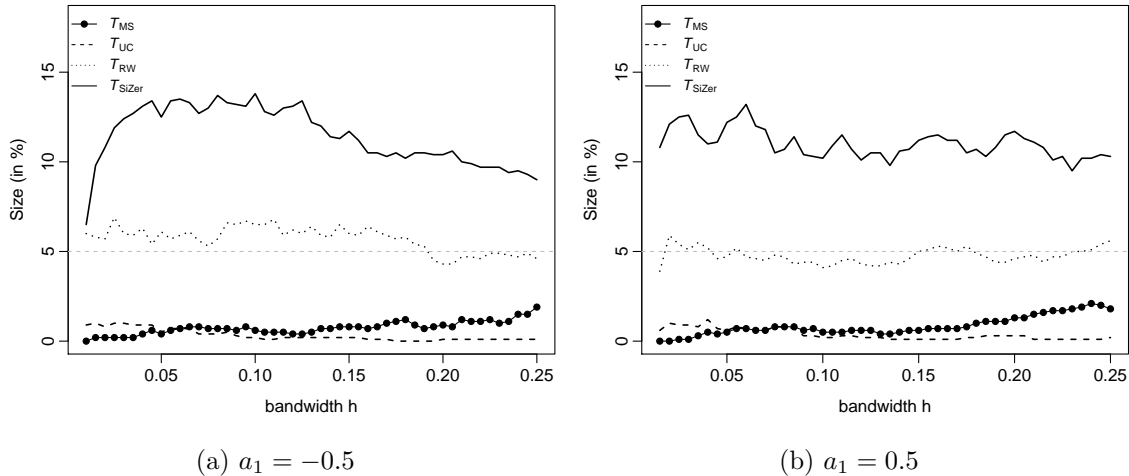 T_MS
T_UC
T_RW
T_SiZer
Size (in %)
15
10
5
0
0.05 0.10 0.15 0.20 0.25
bandwidth h
(a) a₁ = −0.5
T_MS
T_UC
T_RW
T_SiZer
Size (in %)
15
10
5
0
0.05 0.10 0.15 0.20 0.25
bandwidth h
(b) a₁ = 0.5